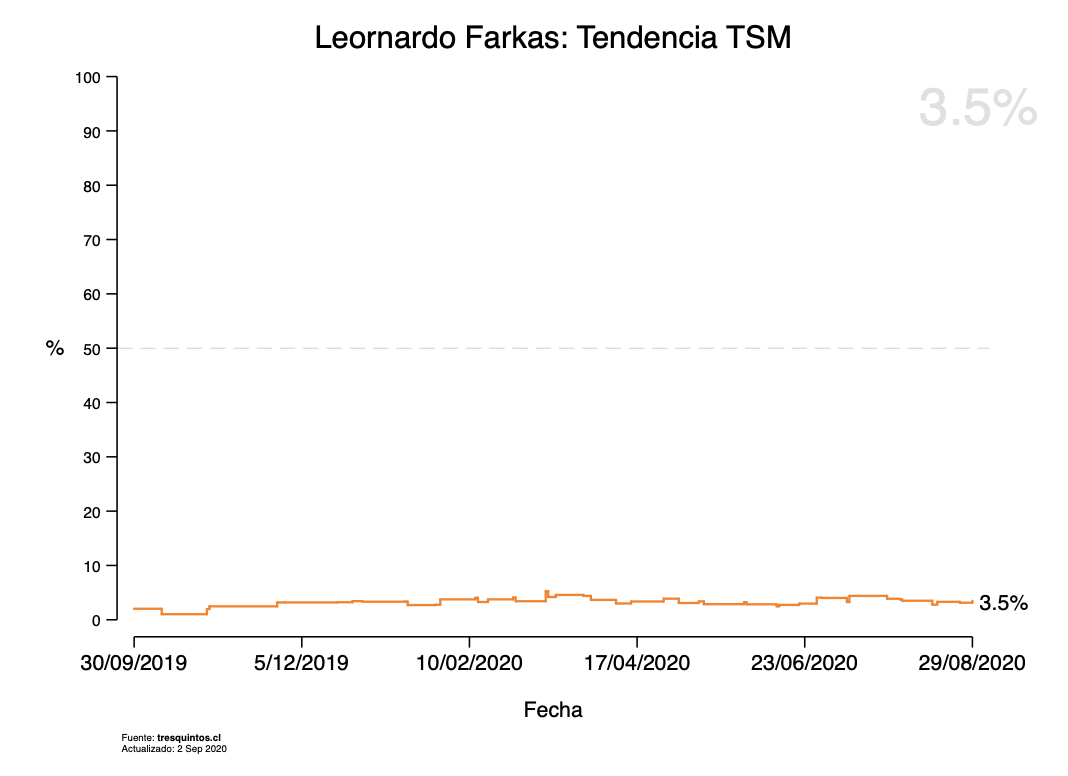 Leornardo Farkas: Tendencia TSM
3.5%
100
90
80
70
60
% 50
40
30
20
10
0
3.5%
30/09/2019 5/12/2019 10/02/2020 17/04/2020 23/06/2020 29/08/2020
Fecha
Fuente: tresquintos.cl
Actualizado: 2 Sep 2020